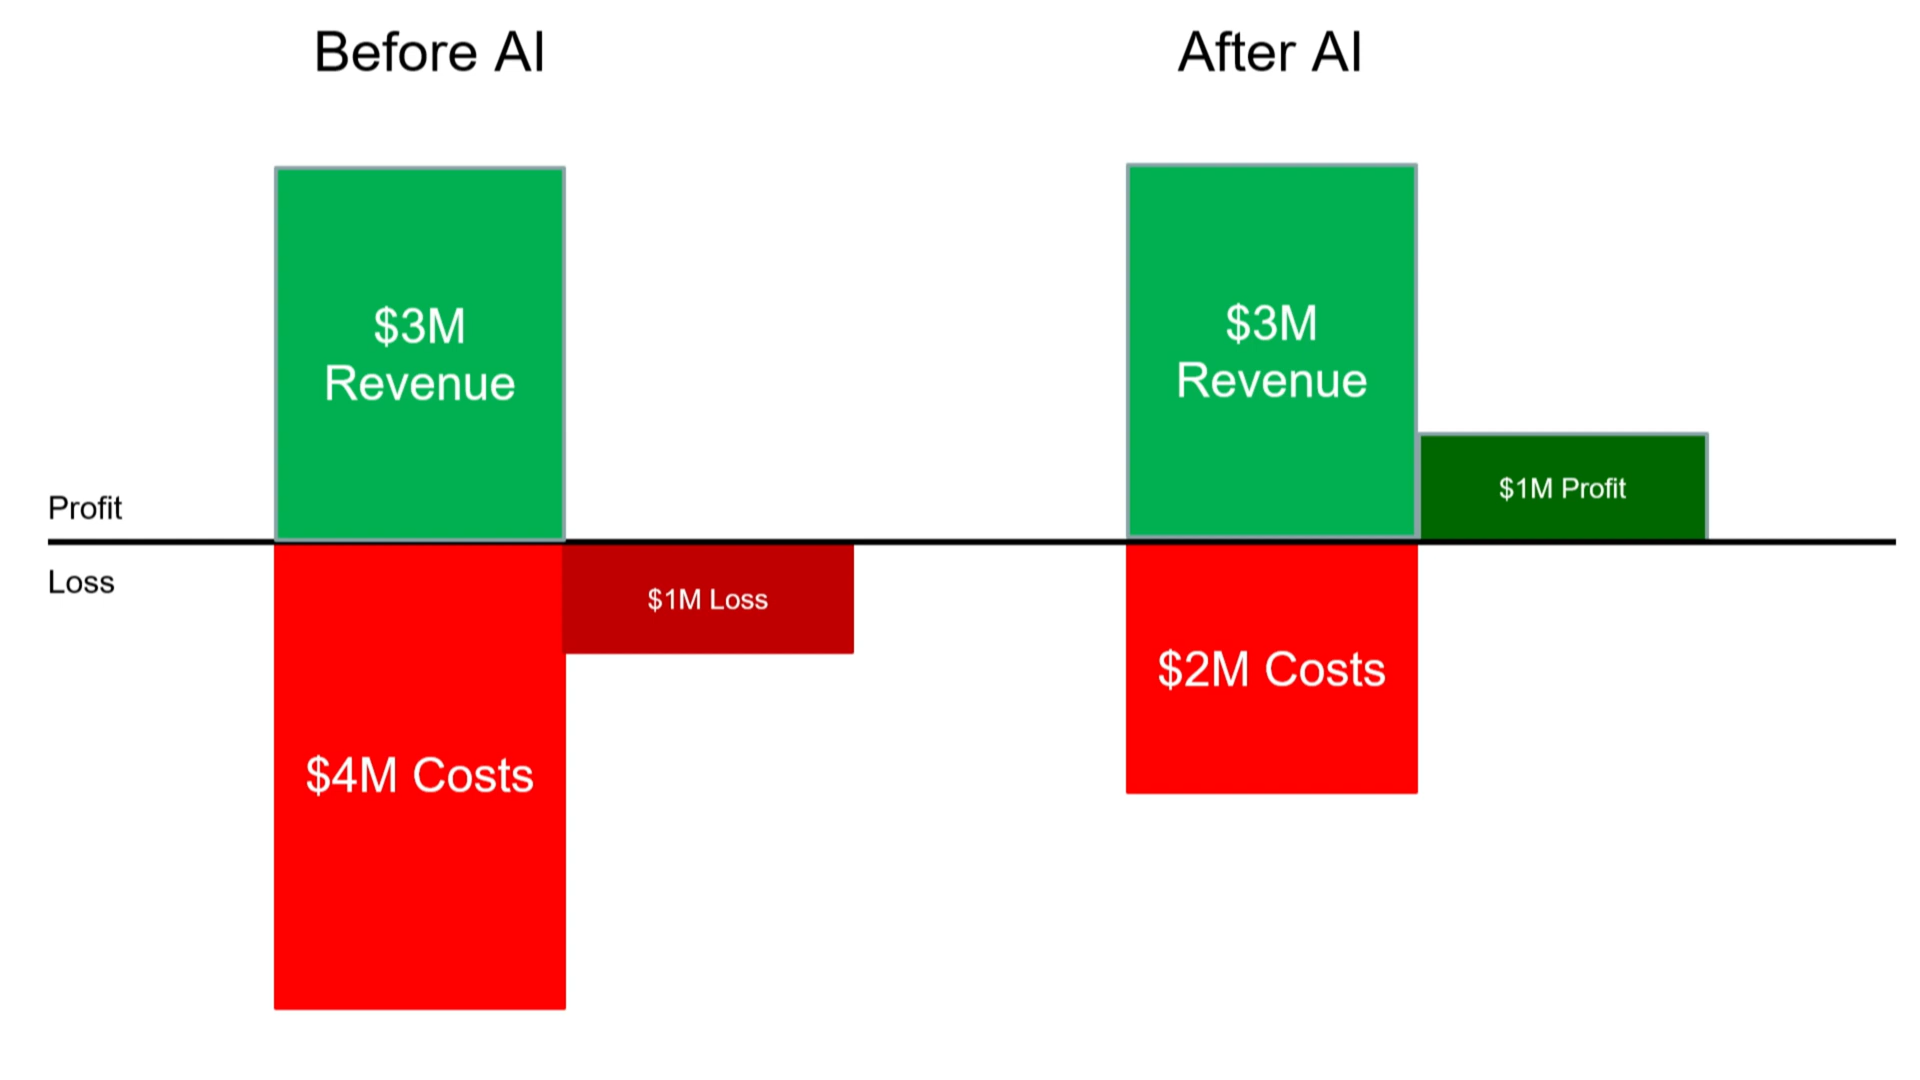 Before AI
After AI
$3M
Revenue
$3M
Revenue
$1M Profit
Profit
Loss
$1M Loss
$2M Costs
$4M Costs